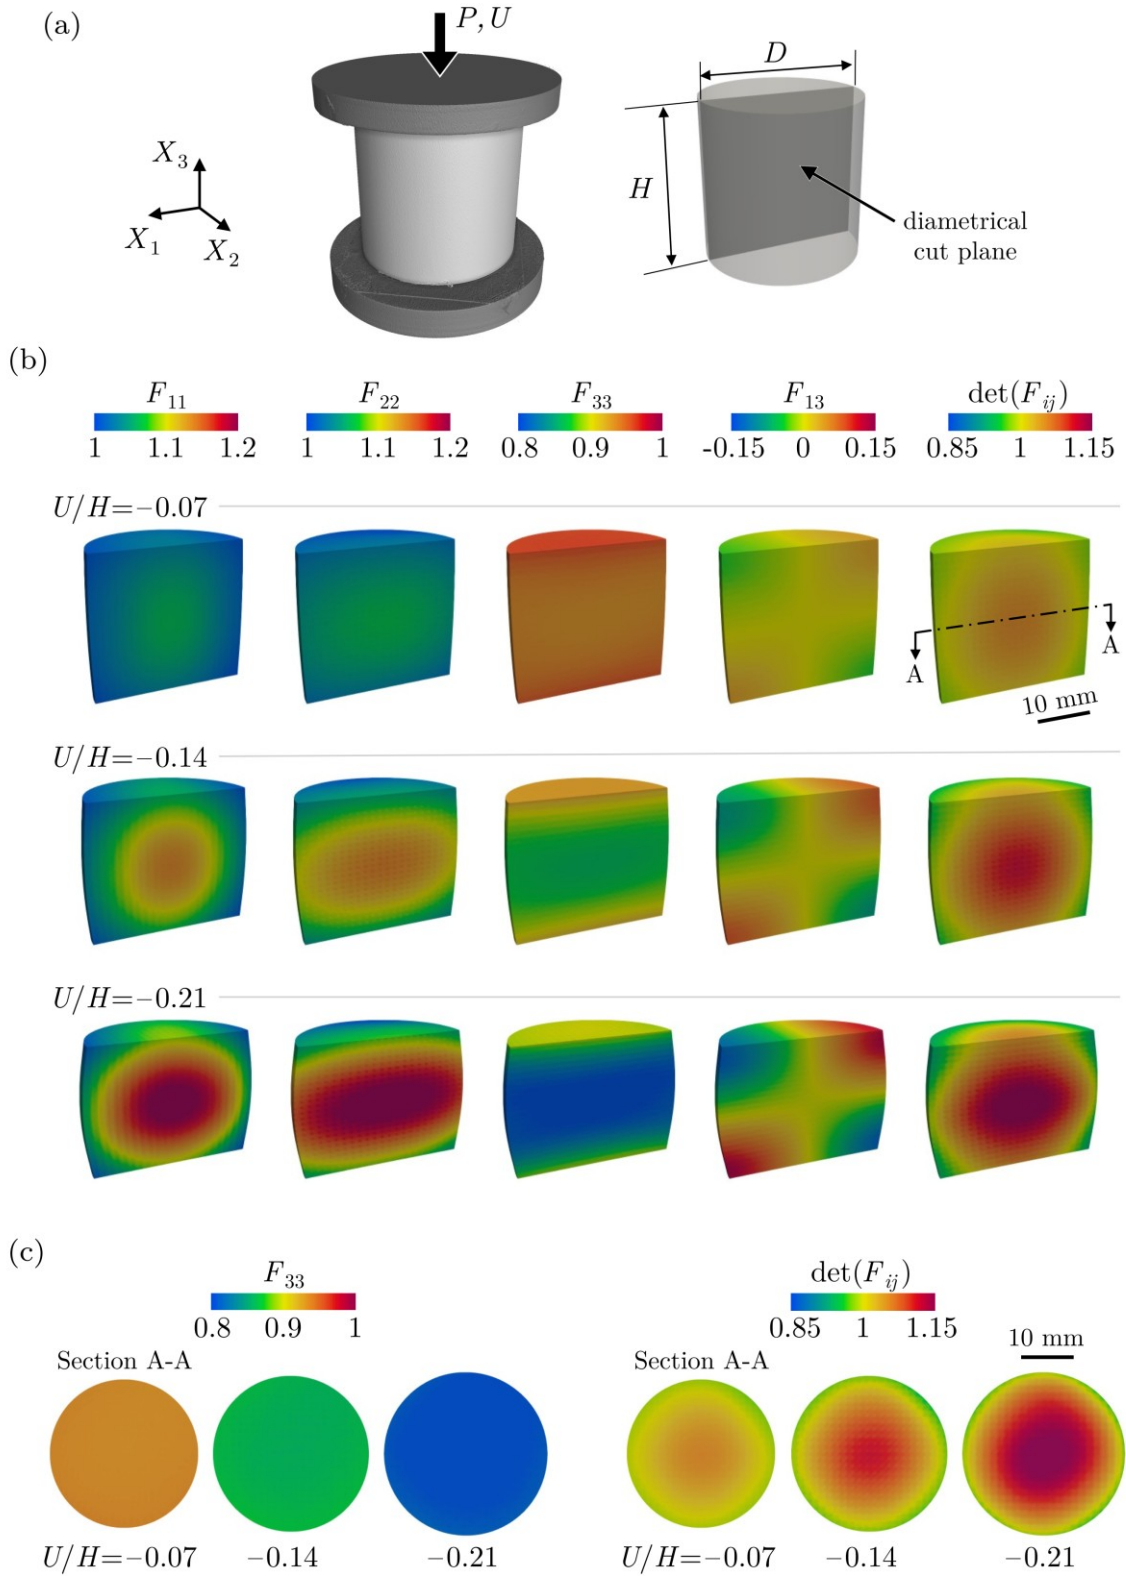 (a)
P, U
D
X₃
H
X₁
X₂
diametrical
cut plane
(b)
F₁₁ F₂₂ F₃₃ F₁₃ det(Fᵢⱼ)
1 1.1 1.2 1 1.1 1.2 0.8 0.9 1 -0.15 0 0.15 0.85 1 1.15
U/H=−0.07
A A
10 mm
U/H=−0.14
U/H=−0.21
(c)
F₃₃ det(Fᵢⱼ)
0.8 0.9 1 0.85 1 1.15
10 mm
Section A-A Section A-A
U/H=−0.07 −0.14 −0.21 U/H=−0.07 −0.14 −0.21